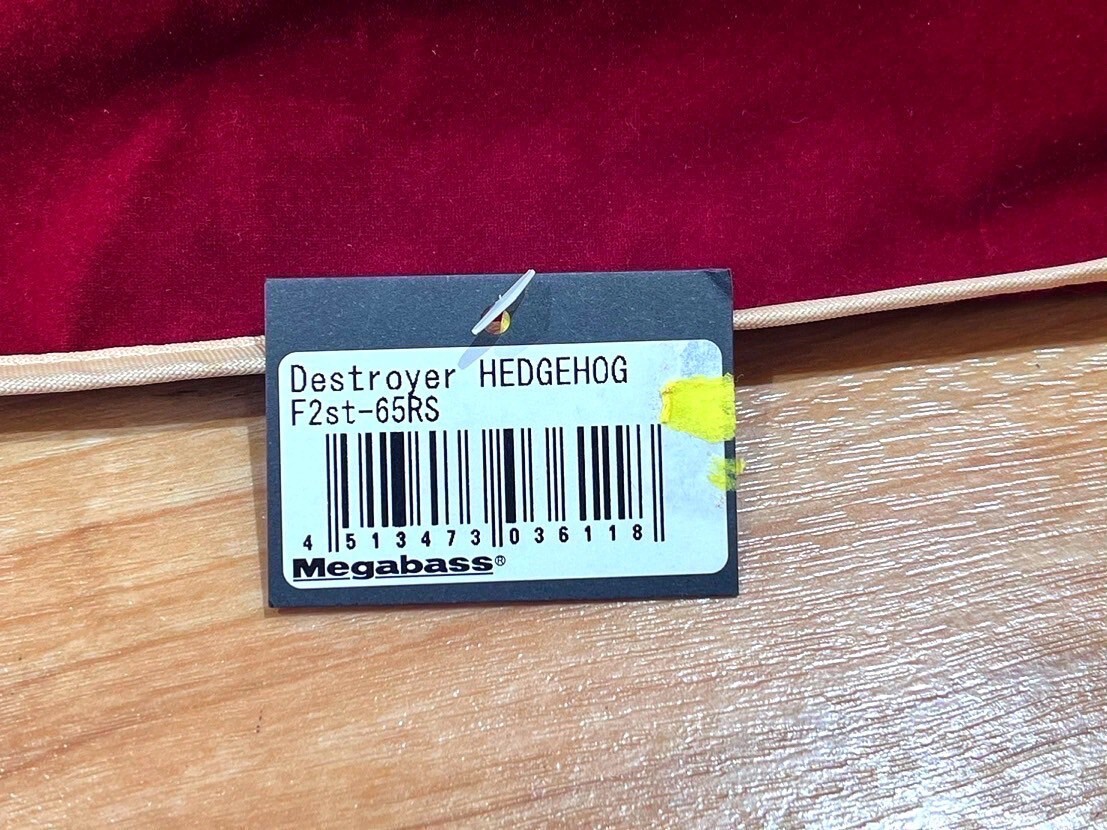 Destroyer HEDGEHOG
F2st-65RS
4 513473 036118
Megabass®